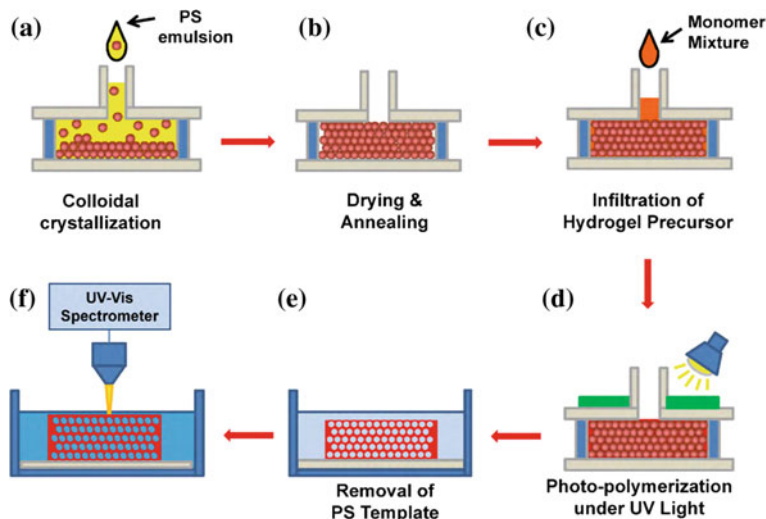 (a)
PS
emulsion
Colloidal
crystallization
(b)
Drying &
Annealing
(c)
Monomer
Mixture
Infiltration of
Hydrogel Precursor
(d)
Photo-polymerization
under UV Light
(e)
Removal of
PS Template
(f)
UV-Vis
Spectrometer